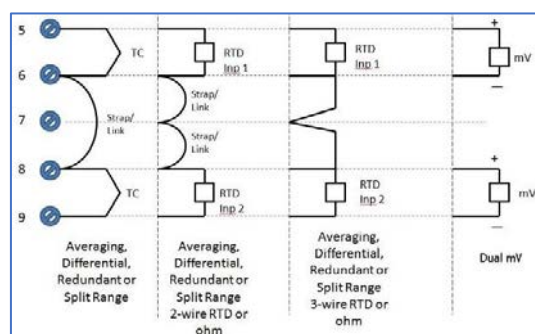 5
6
7
8
9
TC
Strap/
Link
TC
RTD
Inp 1
Strap/
Link
Strap/
Link
RTD
Inp 2
RTD
Inp 1
RTD
Inp 2
+
mV
—
+
mV
—
Averaging,
Differential,
Redundant or
Split Range
Averaging,
Differential,
Redundant or
Split Range
2-wire RTD or
ohm
Averaging,
Differential,
Redundant or
Split Range
3-wire RTD or
ohm
Dual mV